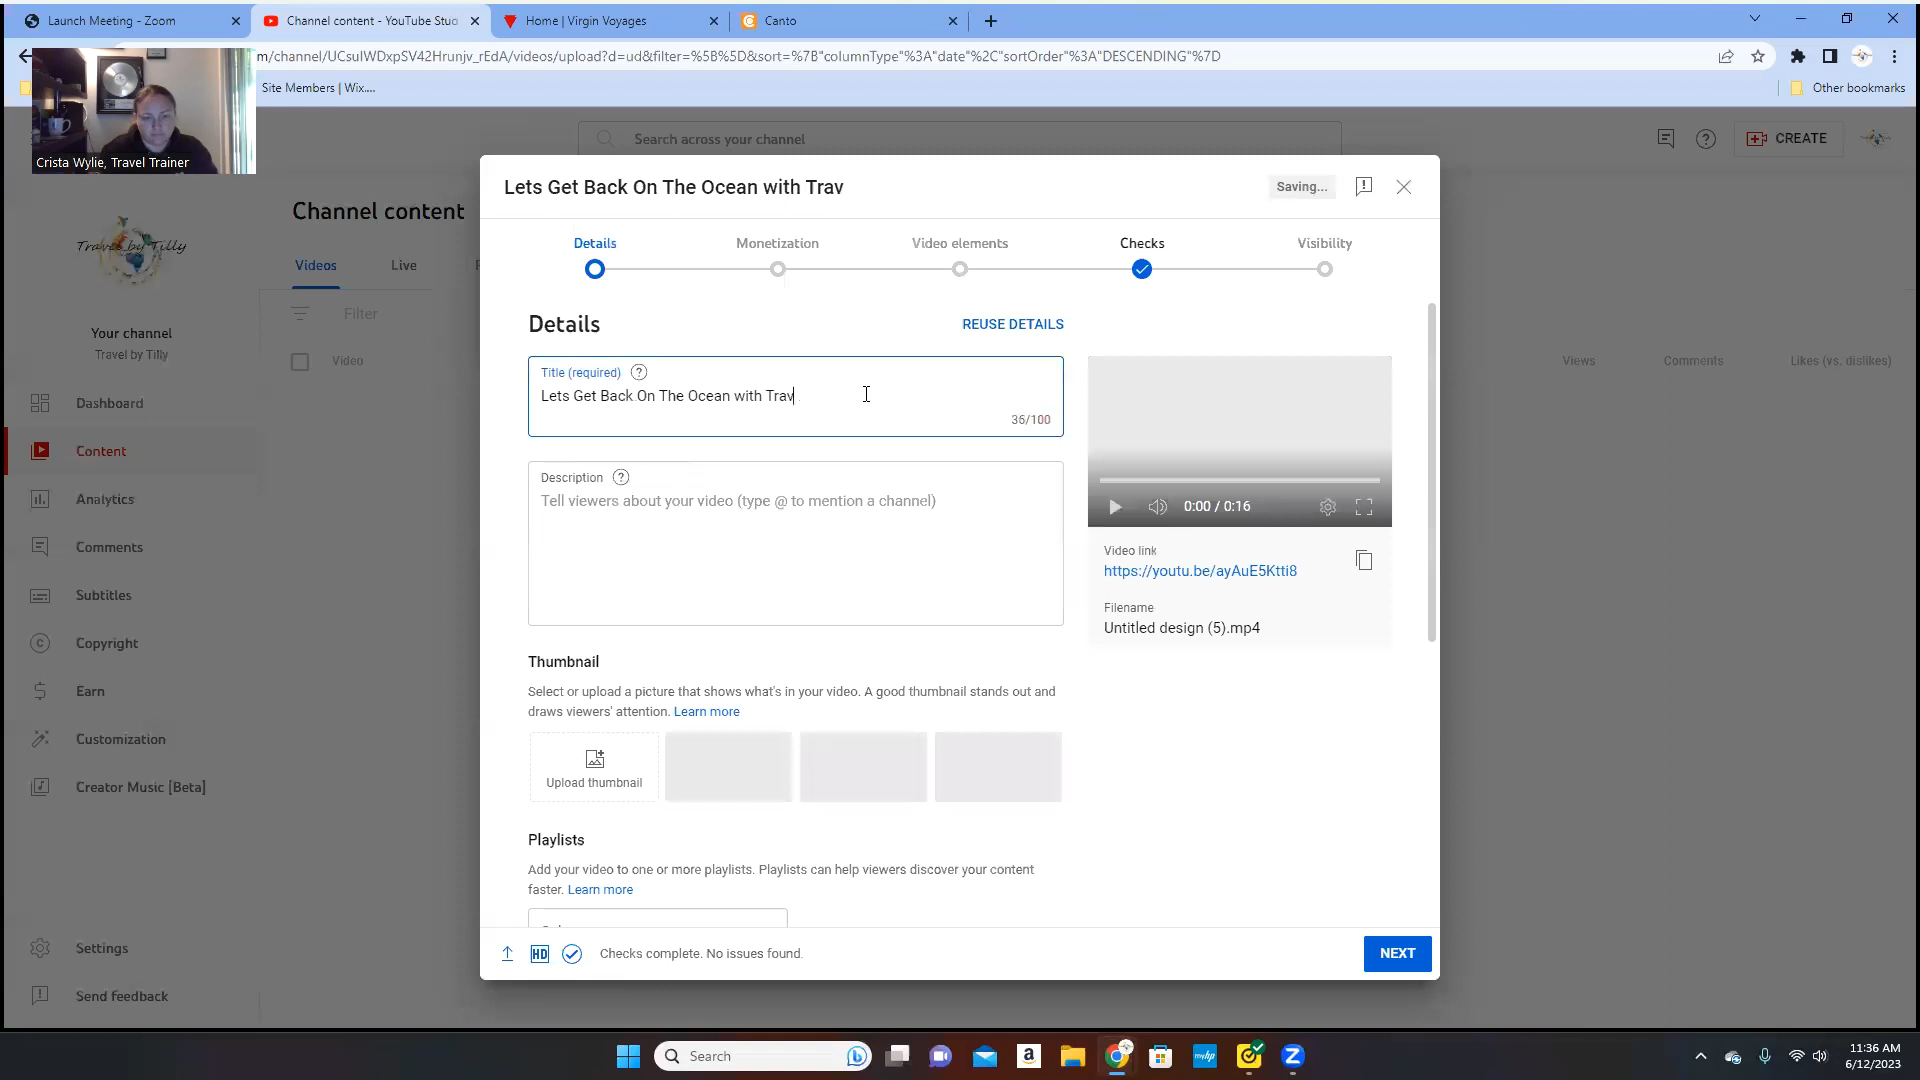 Launch Meeting - Zoom
Channel content - YouTube Stud
Home | Virgin Voyages
Canto
m/channel/UCsuIWDxpSV42Hrunjv_rEdA/videos/upload?d=ud&filter=%5B%5D&sort=%7B"columnType"%3A"date"%2C"sortOrder"%3A"DESCENDING"%7D
Site Members | Wix....
Other bookmarks
Crista Wylie, Travel Trainer
Search across your channel
CREATE
Travel by Tilly
Your channel
Travel by Tilly
Dashboard
Content
Analytics
Comments
Subtitles
Copyright
Earn
Customization
Creator Music [Beta]
Settings
Send feedback
Channel content
Videos
Live
Filter
Video
Views
Comments
Likes (vs. dislikes)
Lets Get Back On The Ocean with Trav
Saving...
Details
Monetization
Video elements
Checks
Visibility
Details
REUSE DETAILS
Title (required)
Lets Get Back On The Ocean with Trav
36/100
Description
Tell viewers about your video (type @ to mention a channel)
0:00 / 0:16
Video link
https://youtu.be/ayAuE5Ktti8
Filename
Untitled design (5).mp4
Thumbnail
Select or upload a picture that shows what's in your video. A good thumbnail stands out and
draws viewers' attention. Learn more
Upload thumbnail
Playlists
Add your video to one or more playlists. Playlists can help viewers discover your content
faster. Learn more
HD
Checks complete. No issues found.
NEXT
Search
11:36 AM
6/12/2023